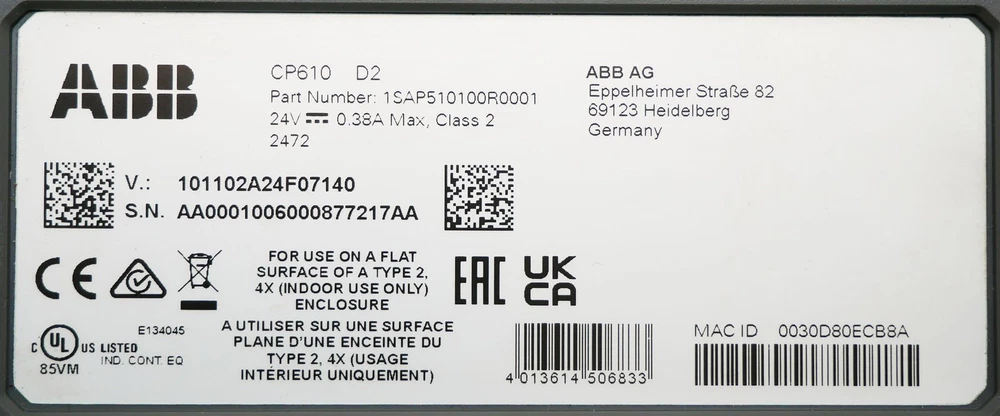 ABB
CP610 D2
Part Number: 1SAP510100R0001
24V 0.38A Max, Class 2
2472
ABB AG
Eppelheimer Straße 82
69123 Heidelberg
Germany
V.: 101102A24F07140
S.N. AA0001006000877217AA
CE
FOR USE ON A FLAT
SURFACE OF A TYPE 2,
4X (INDOOR USE ONLY)
ENCLOSURE
EAC
UK
CA
E134045
C UL US LISTED
IND. CONT. EQ
85VM
A UTILISER SUR UNE SURFACE
PLANE D'UNE ENCEINTE DU
TYPE 2, 4X (USAGE
INTÉRIEUR UNIQUEMENT)
4 013614 506833
MAC ID 0030D80ECB8A